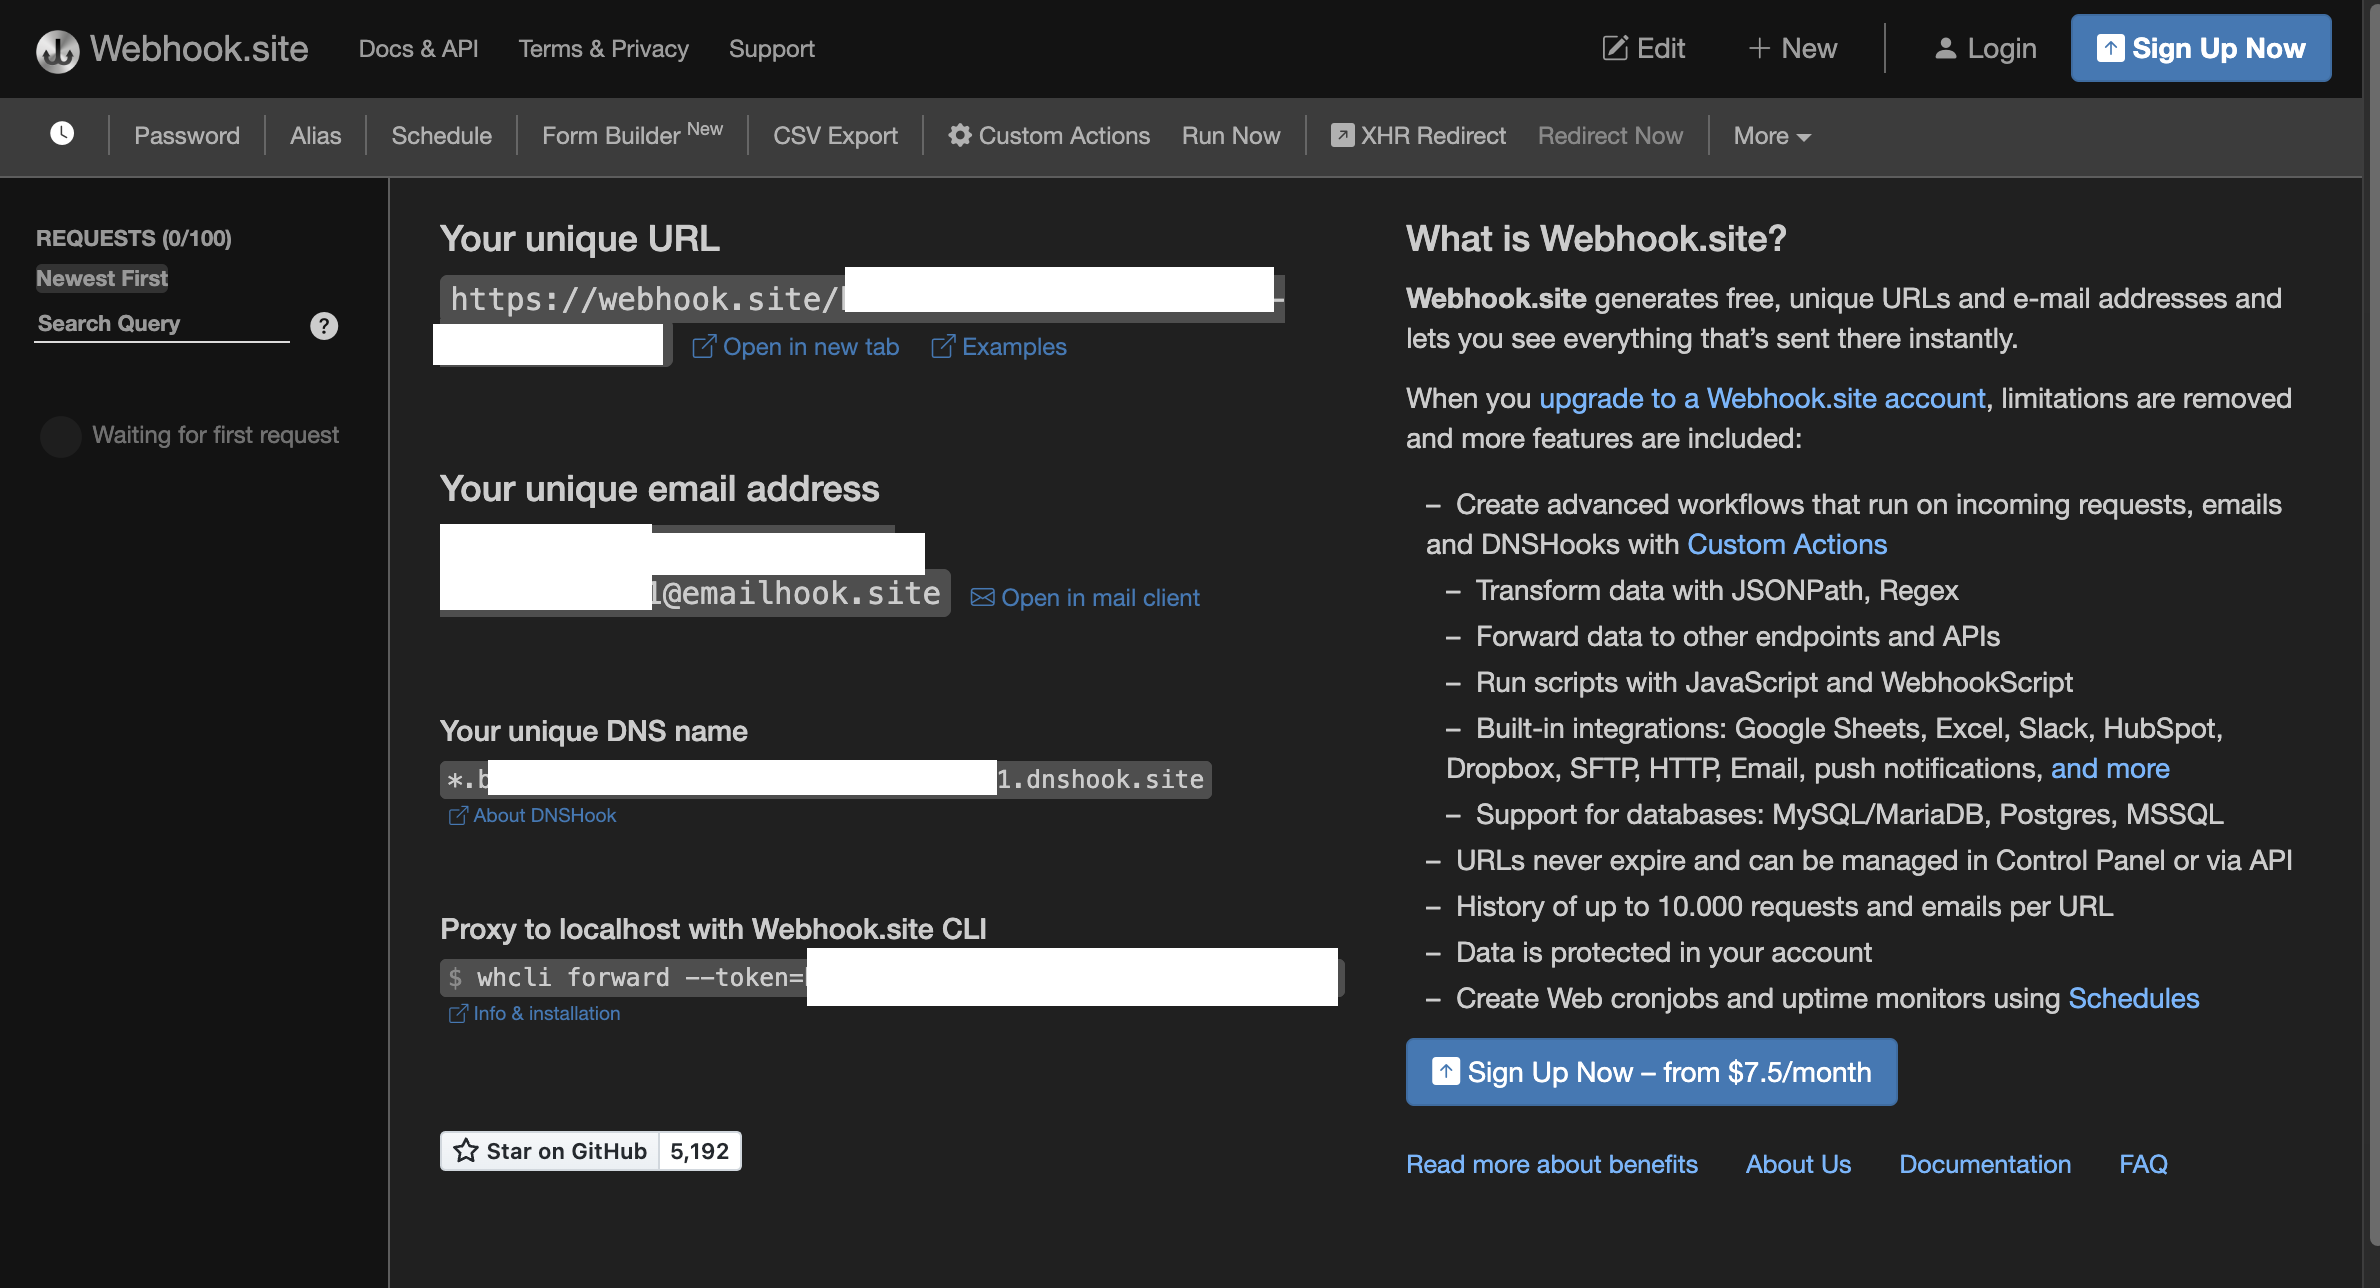 Webhook.site
Docs & API
Terms & Privacy
Support
Edit
+ New
Login
Sign Up Now
Password
Alias
Schedule
Form Builder New
CSV Export
Custom Actions
Run Now
XHR Redirect
Redirect Now
More
REQUESTS (0/100)
Newest First
Search Query
?
Waiting for first request
Your unique URL
https://webhook.site/
-
Open in new tab
Examples
Your unique email address
1@emailhook.site
Open in mail client
Your unique DNS name
*.b
1.dnshook.site
About DNSHook
Proxy to localhost with Webhook.site CLI
$ whcli forward --token=
Info & installation
Star on GitHub
5,192
What is Webhook.site?
Webhook.site generates free, unique URLs and e-mail addresses and
lets you see everything that’s sent there instantly.
When you upgrade to a Webhook.site account, limitations are removed
and more features are included:
– Create advanced workflows that run on incoming requests, emails
and DNSHooks with Custom Actions
– Transform data with JSONPath, Regex
– Forward data to other endpoints and APIs
– Run scripts with JavaScript and WebhookScript
– Built-in integrations: Google Sheets, Excel, Slack, HubSpot,
Dropbox, SFTP, HTTP, Email, push notifications, and more
– Support for databases: MySQL/MariaDB, Postgres, MSSQL
– URLs never expire and can be managed in Control Panel or via API
– History of up to 10.000 requests and emails per URL
– Data is protected in your account
– Create Web cronjobs and uptime monitors using Schedules
Sign Up Now – from $7.5/month
Read more about benefits
About Us
Documentation
FAQ